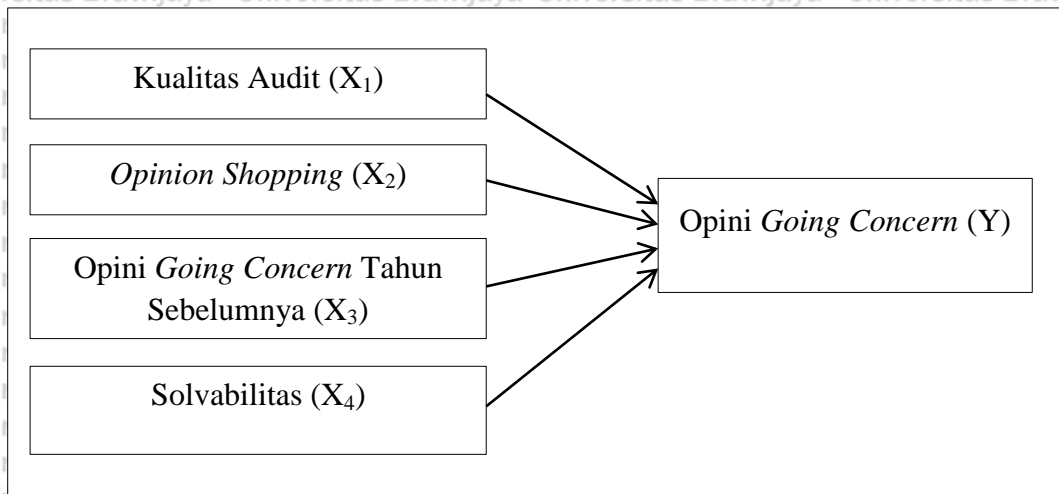 Kualitas Audit (X₁)
Opinion Shopping (X₂)
Opini Going Concern Tahun
Sebelumnya (X₃)
Solvabilitas (X₄)
Opini Going Concern (Y)